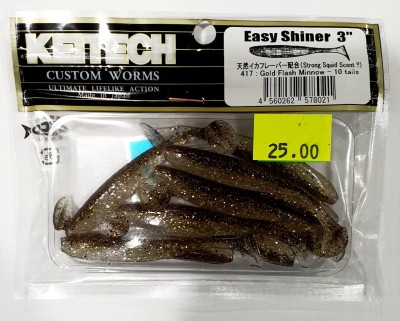 KEITECH
CUSTOM WORMS
ULTIMATE LIFELIKE ACTION
Made in Japan
Easy Shiner 3"
天然イカフレーバー配合(Strong Squid Scent !!)
417 : Gold Flash Minnow - 10 tails
4 560262 578021
25.00